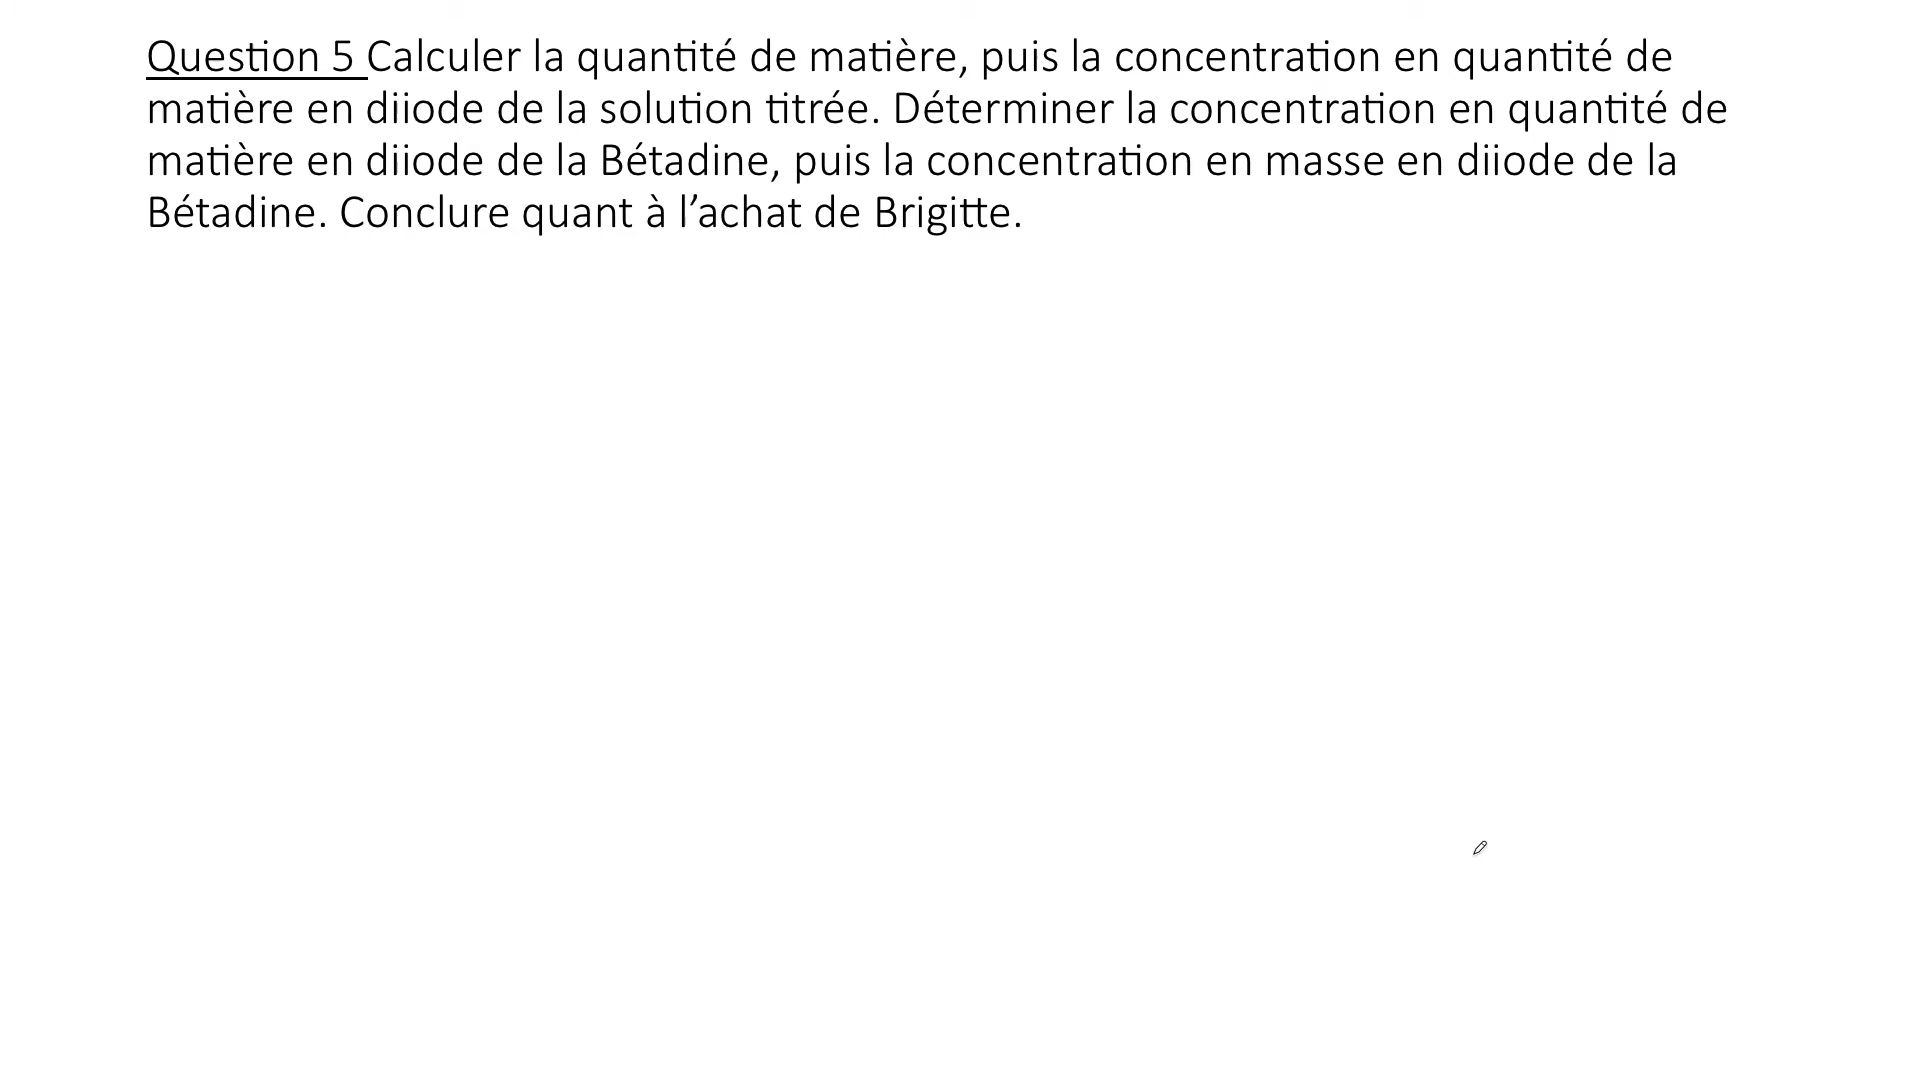 Question 5 Calculer la quantité de matière, puis la concentration en quantité de
matière en diiode de la solution titrée. Déterminer la concentration en quantité de
matière en diiode de la Bétadine, puis la concentration en masse en diiode de la
Bétadine. Conclure quant à l’achat de Brigitte.